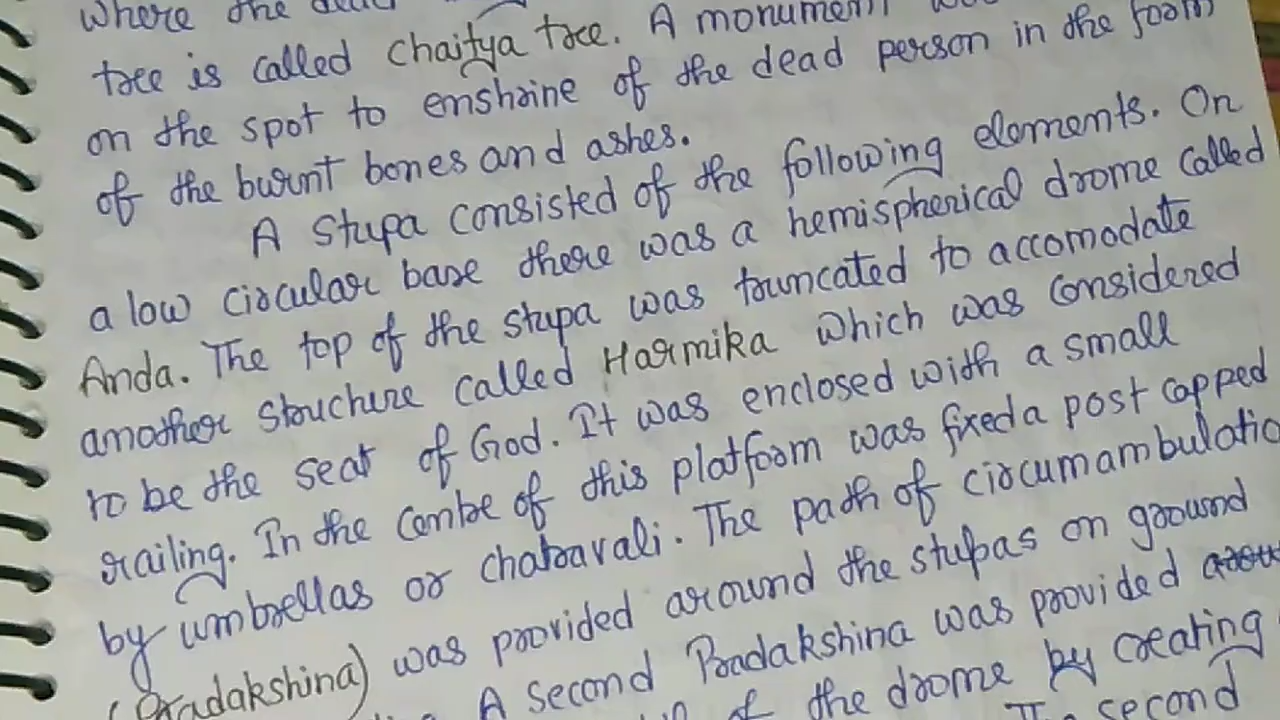 where the dead
tree is called Chaitya tree. A monument
on the spot to enshrine of the dead person in the form
of the burnt bones and ashes.
A stupa consisted of the following elements. On
a low circular base there was a hemispherical drome called
Anda. The top of the stupa was truncated to accomodate
another structure called Harmika which was considered
to be the seat of God. It was enclosed with a small
railing. In the centre of this platform was fixed a post capped
by umbrellas or chatravali. The path of circumambulatio
(Pradakshina) was provided around the stupas on ground
A second Pradakshina was provided
of the drome by creating
second